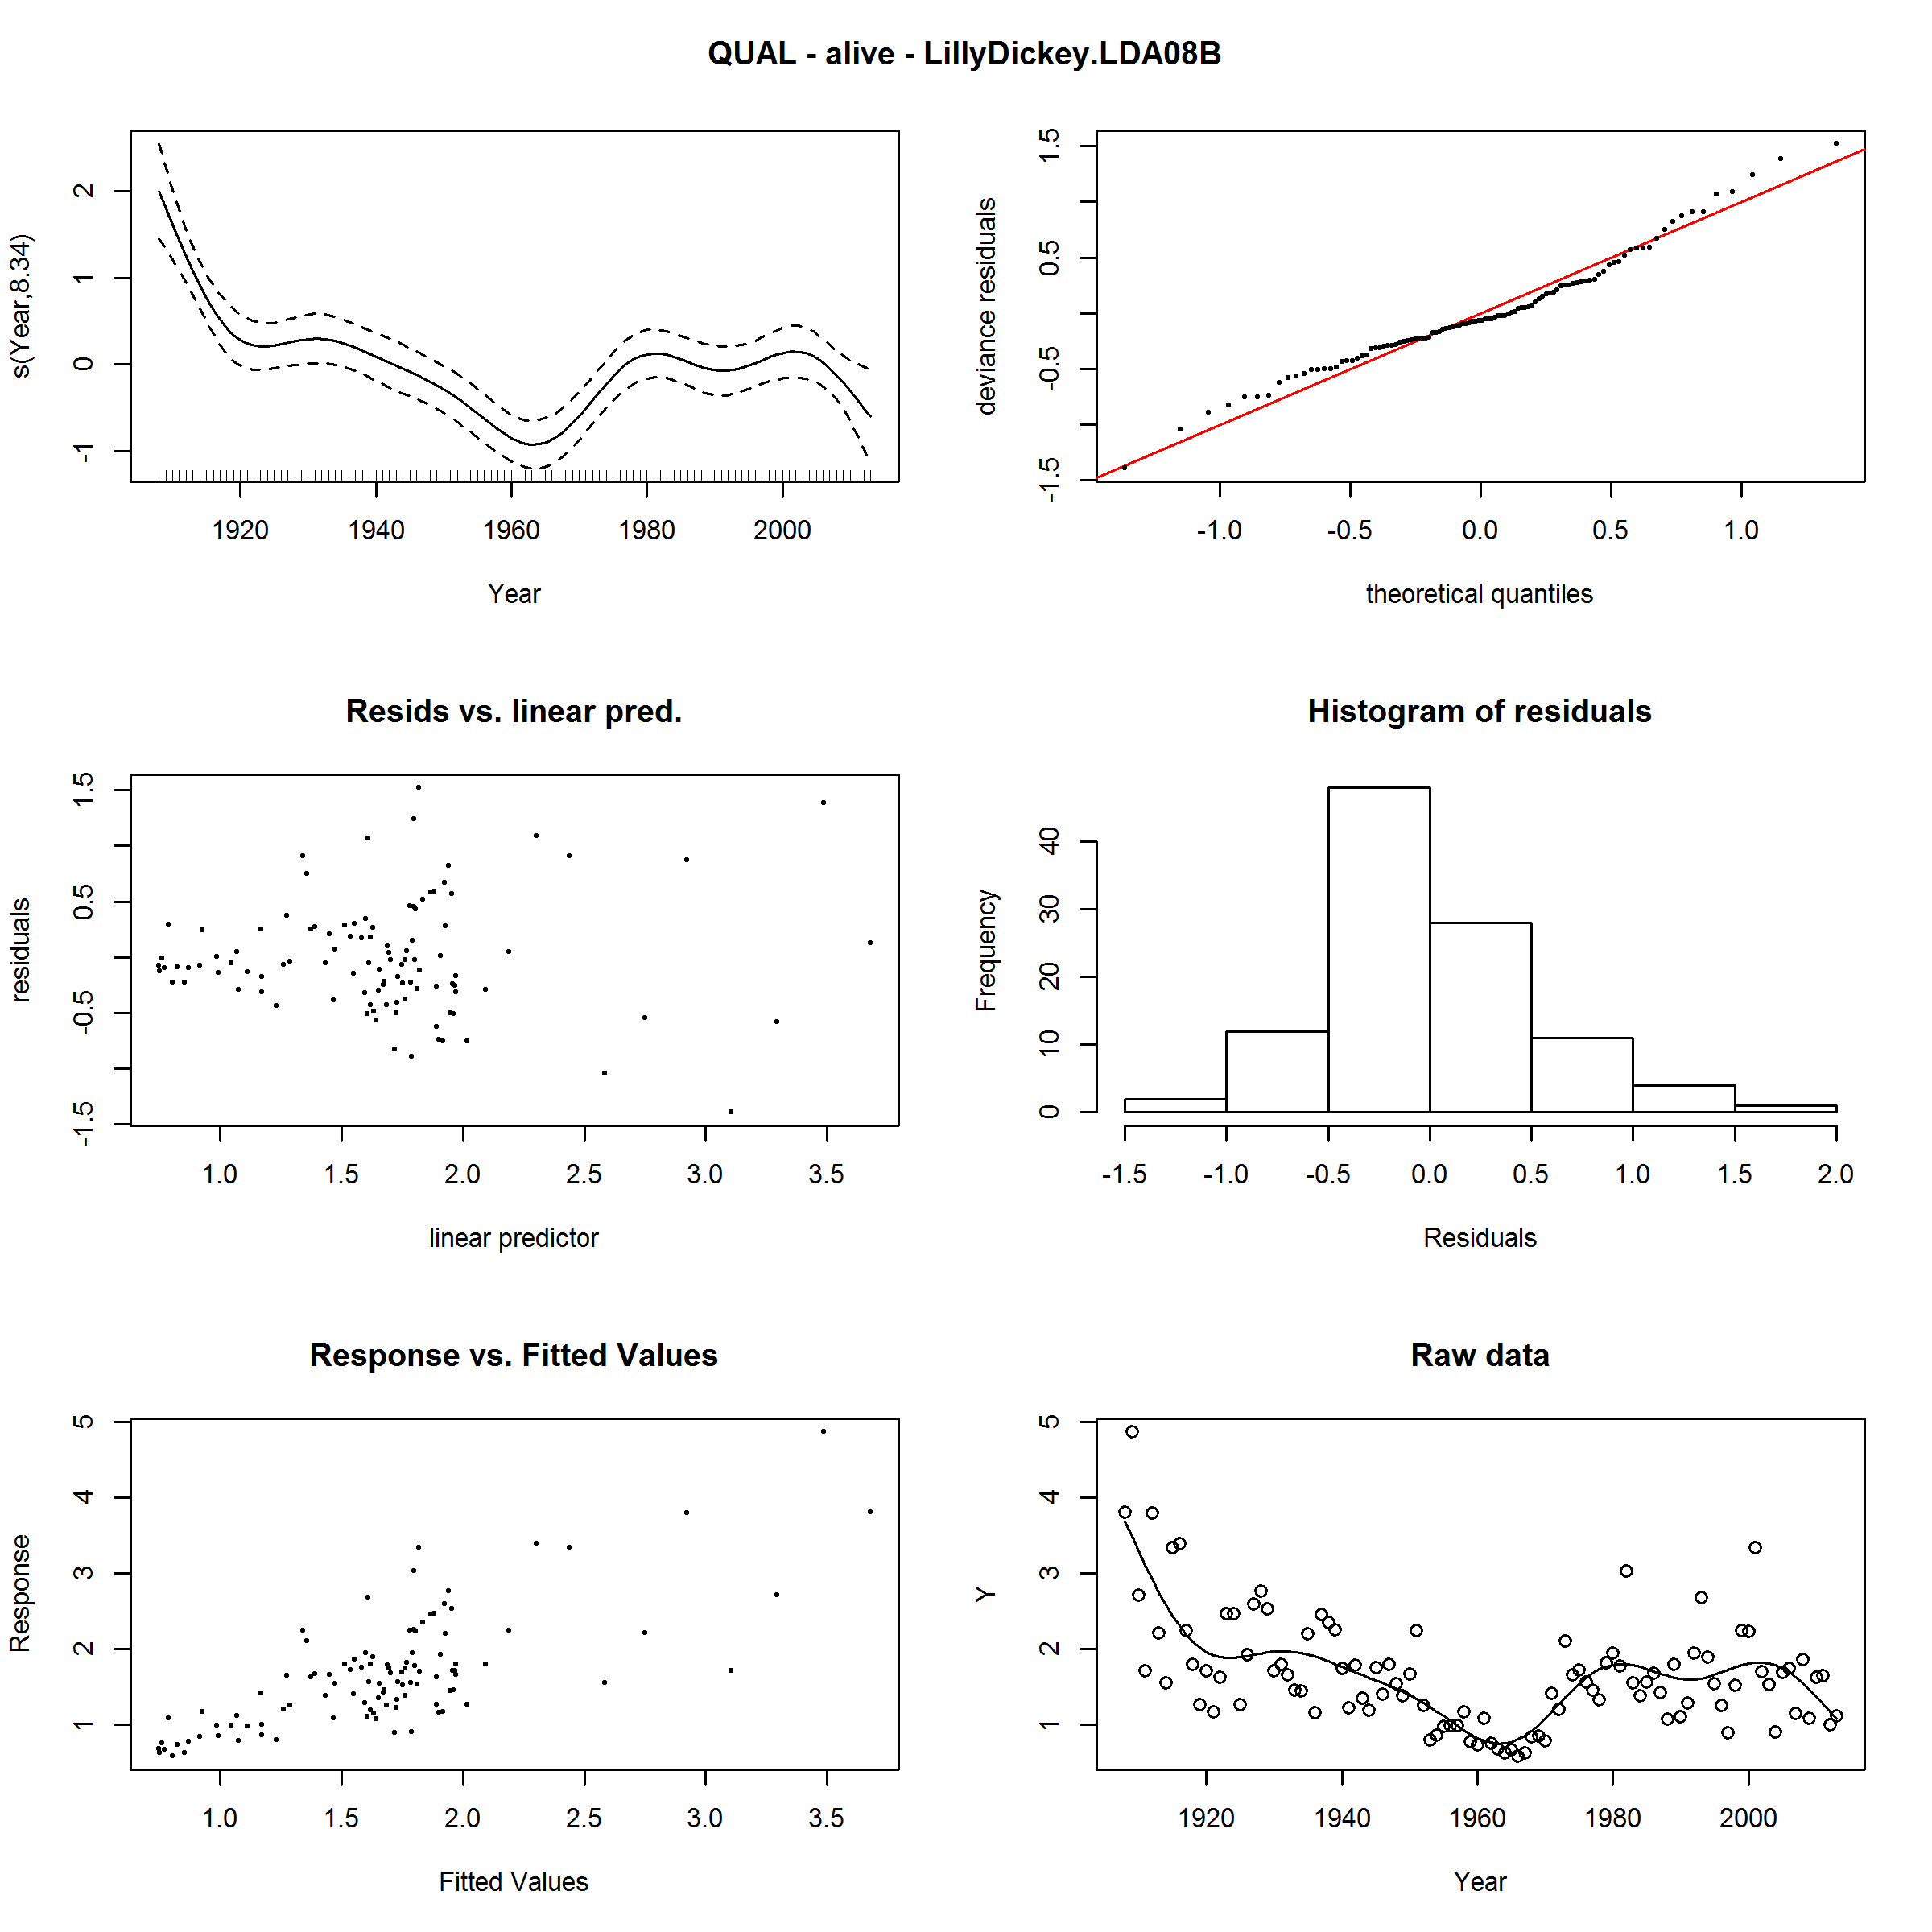 QUAL - alive - LillyDickey.LDA08B
s(Year,8.34)
2
1
0
-1
1920 1940 1960 1980 2000
Year
deviance residuals
1.5
0.5
-0.5
-1.5
-1.0 -0.5 0.0 0.5 1.0
theoretical quantiles
Resids vs. linear pred.
residuals
1.5
0.5
-0.5
-1.5
1.0 1.5 2.0 2.5 3.0 3.5
linear predictor
Histogram of residuals
Frequency
40
30
20
10
0
-1.5 -1.0 -0.5 0.0 0.5 1.0 1.5 2.0
Residuals
Response vs. Fitted Values
Response
5
4
3
2
1
1.0 1.5 2.0 2.5 3.0 3.5
Fitted Values
Raw data
Y
5
4
3
2
1
1920 1940 1960 1980 2000
Year